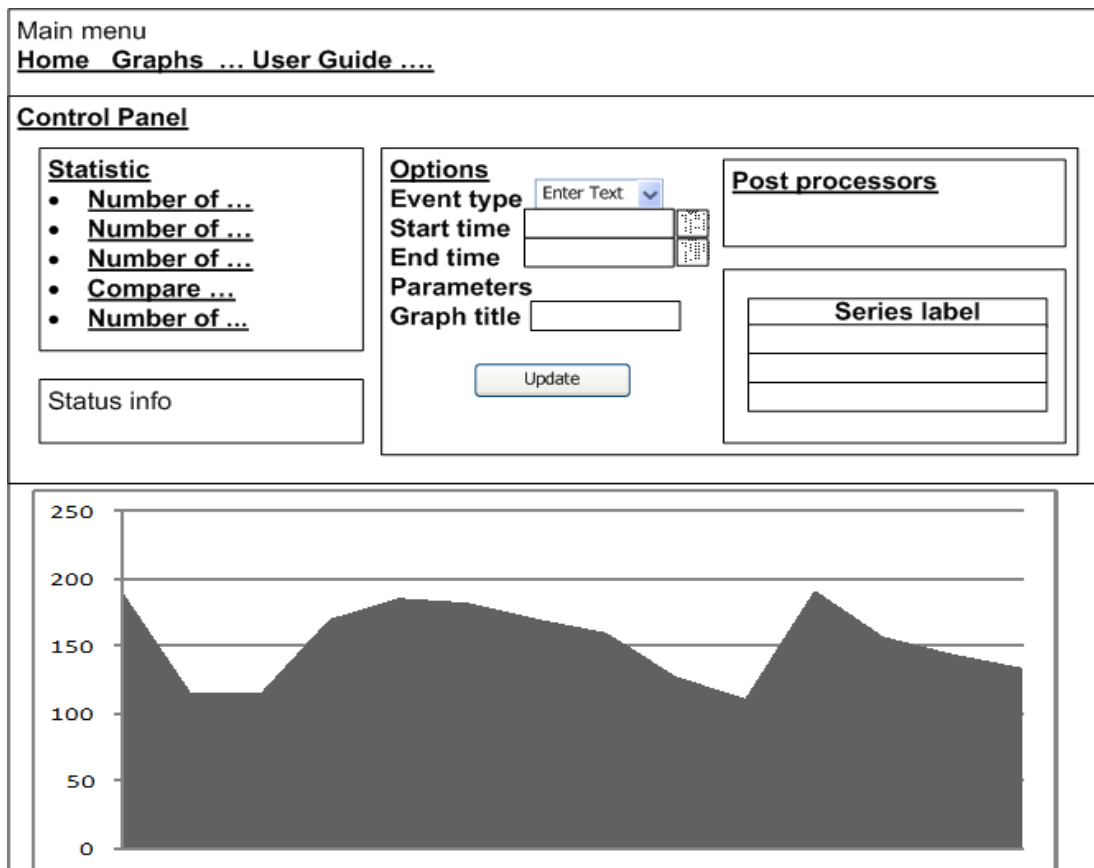 Main menu
Home Graphs ... User Guide ....
Control Panel
Statistic
• Number of ...
• Number of ...
• Number of ...
• Compare ...
• Number of ...
Status info
Options
Event type Enter Text
Start time
End time
Parameters
Graph title
Update
Post processors
Series label
250
200
150
100
50
0